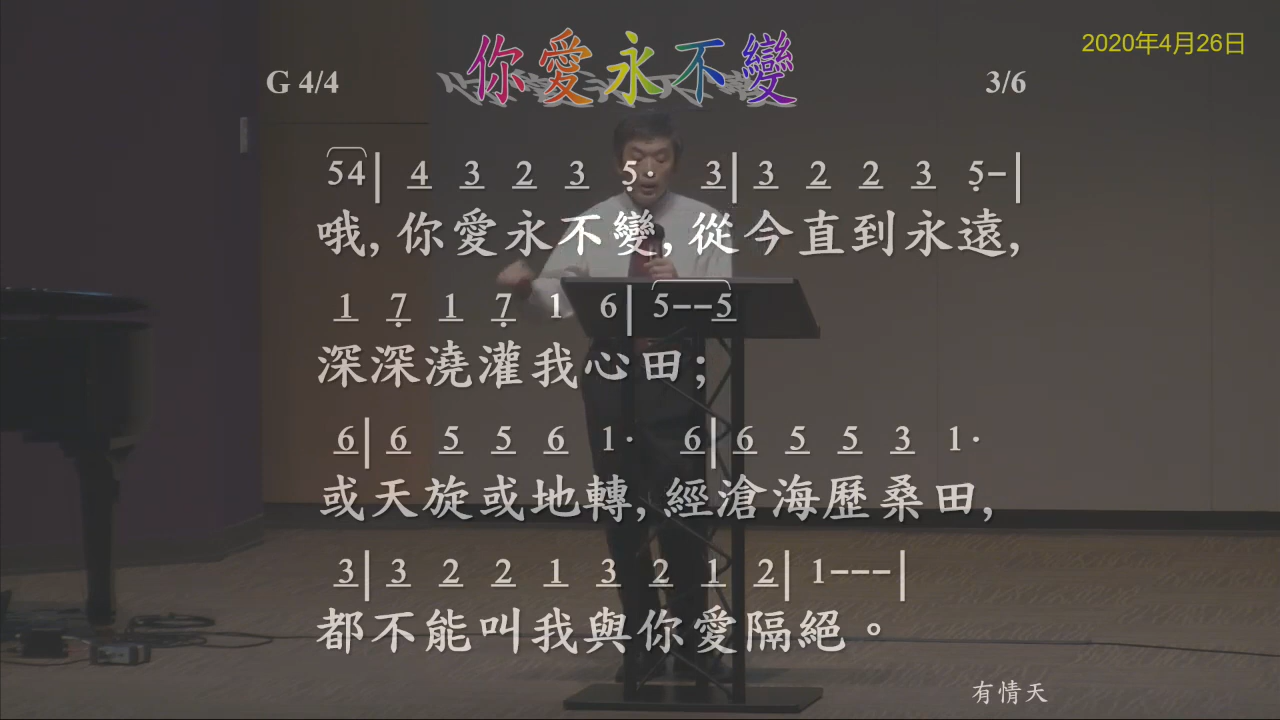 你愛永不變
2020年4月26日
G 4/4
3/6
54| 4 3 2 3 5· 3| 3 2 2 3 5-|
哦, 你愛永不變, 從今直到永遠,
1 7 1 7 1 6| 5--5
深深澆灌我心田;
6| 6 5 5 6 1· 6| 6 5 5 3 1·
或天旋或地轉, 經滄海歷桑田,
3| 3 2 2 1 3 2 1 2| 1---|
都不能叫我與你愛隔絕。
有情天